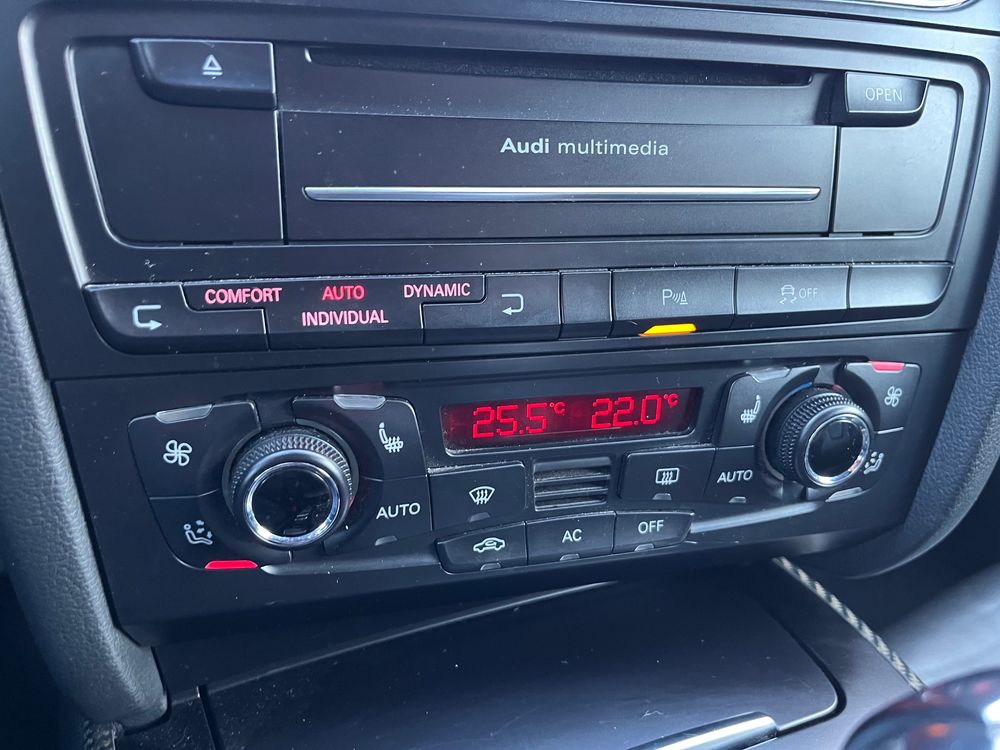 OPEN
Audi multimedia
COMFORT AUTO DYNAMIC
INDIVIDUAL
P OFF
25.5°C 22.0°C
AUTO AUTO
AC OFF